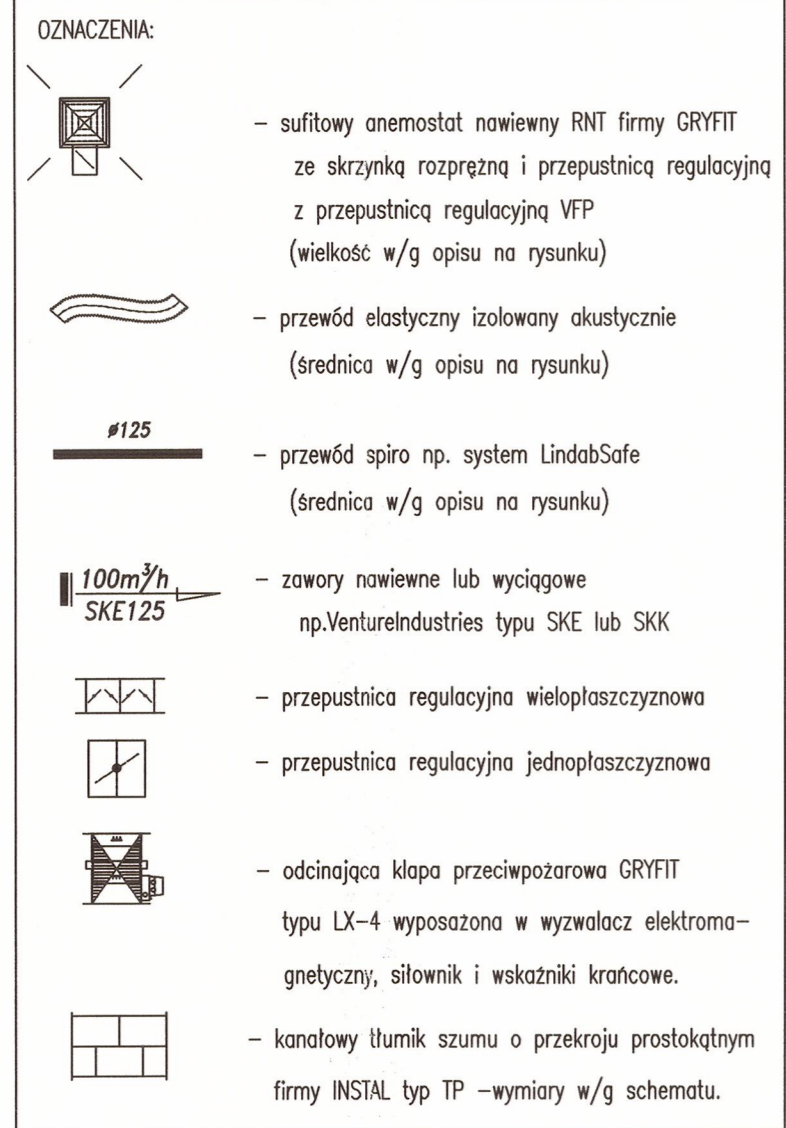 OZNACZENIA:
– sufitowy anemostat nawiewny RNT firmy GRYFIT
ze skrzynką rozprężną i przepustnicą regulacyjną
z przepustnicą regulacyjną VFP
(wielkość w/g opisu na rysunku)
– przewód elastyczny izolowany akustycznie
(średnica w/g opisu na rysunku)
ø125
– przewód spiro np. system LindabSafe
(średnica w/g opisu na rysunku)
100m³/h
SKE125
– zawory nawiewne lub wyciągowe
np.VentureIndustries typu SKE lub SKK
– przepustnica regulacyjna wielopłaszczyznowa
– przepustnica regulacyjna jednopłaszczyznowa
– odcinająca klapa przeciwpożarowa GRYFIT
typu LX–4 wyposażona w wyzwalacz elektroma–
gnetyczny, siłownik i wskaźniki krańcowe.
– kanałowy tłumik szumu o przekroju prostokątnym
firmy INSTAL typ TP –wymiary w/g schematu.